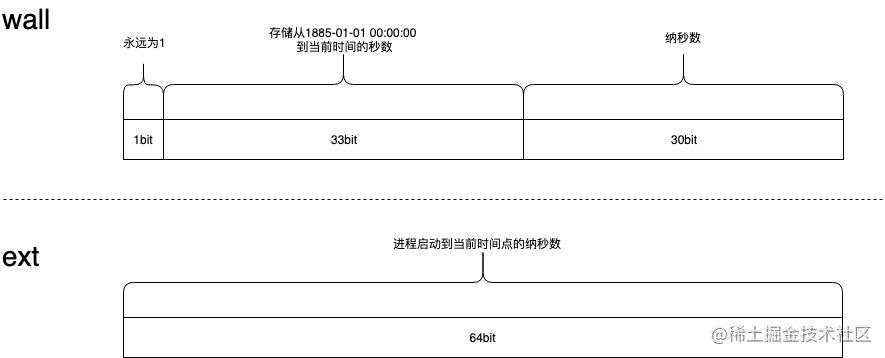 wall
永远为1
存储从1885-01-01 00:00:00
到当前时间的秒数
纳秒数
1bit
33bit
30bit
ext
进程启动到当前时间点的纳秒数
64bit
@稀土掘金技术社区